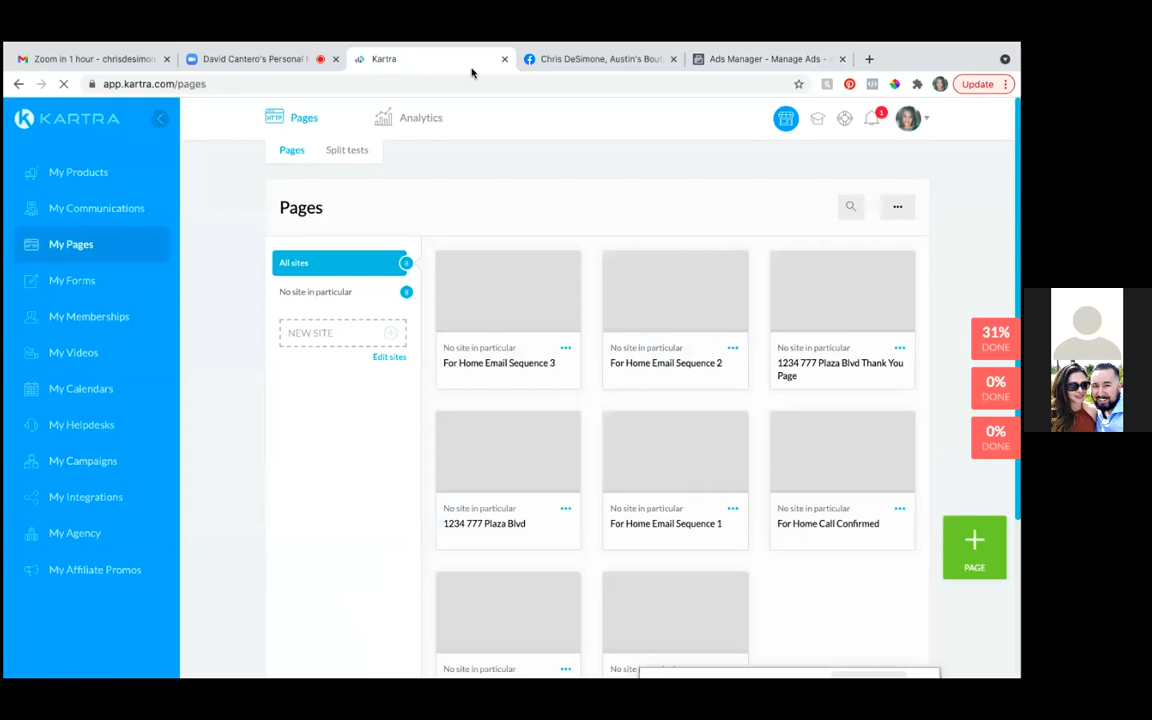 Zoom in 1 hour - chrisdesimon
David Cantero's Personal
Kartra
Chris DeSimone, Austin's Bou
Ads Manager - Manage Ads -
app.kartra.com/pages
Update
KARTRA
Pages
Analytics
1
Pages
Split tests
My Products
My Communications
My Pages
My Forms
My Memberships
My Videos
My Calendars
My Helpdesks
My Campaigns
My Integrations
My Agency
My Affiliate Promos
Pages
All sites
8
No site in particular
8
NEW SITE
Edit sites
No site in particular
For Home Email Sequence 3
No site in particular
For Home Email Sequence 2
No site in particular
1234 777 Plaza Blvd Thank You
Page
No site in particular
1234 777 Plaza Blvd
No site in particular
For Home Email Sequence 1
No site in particular
For Home Call Confirmed
No site in particular
No si
31%
DONE
0%
DONE
0%
DONE
PAGE